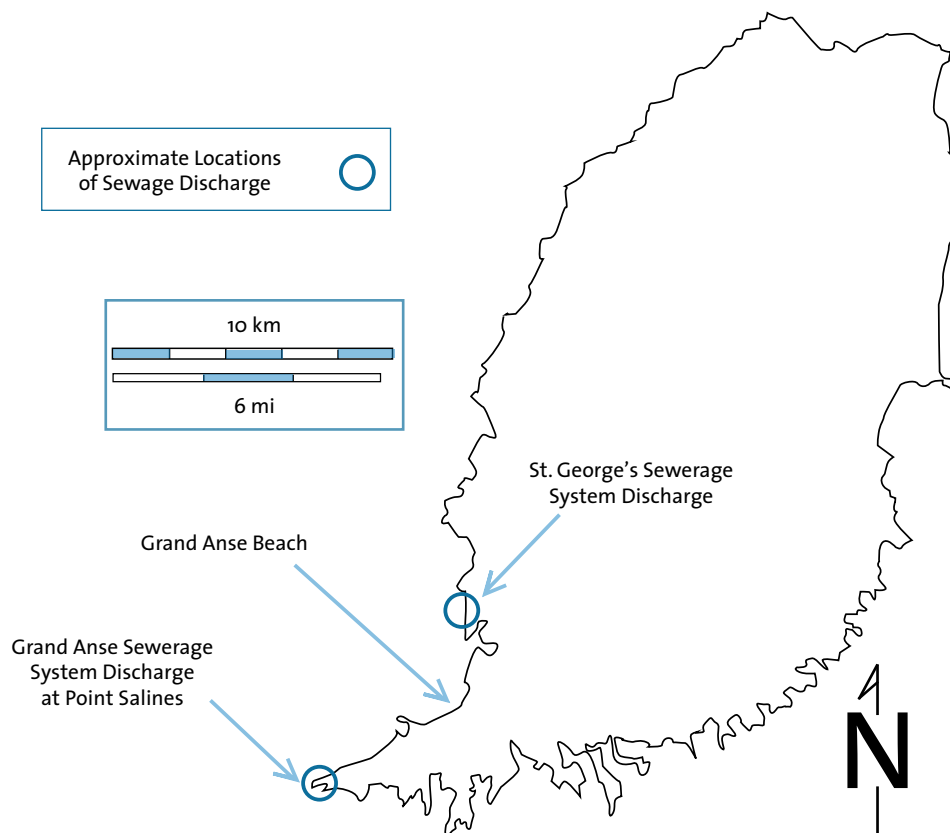 Approximate Locations
of Sewage Discharge
10 km
6 mi
St. George's Sewerage
System Discharge
Grand Anse Beach
Grand Anse Sewerage
System Discharge
at Point Salines
N